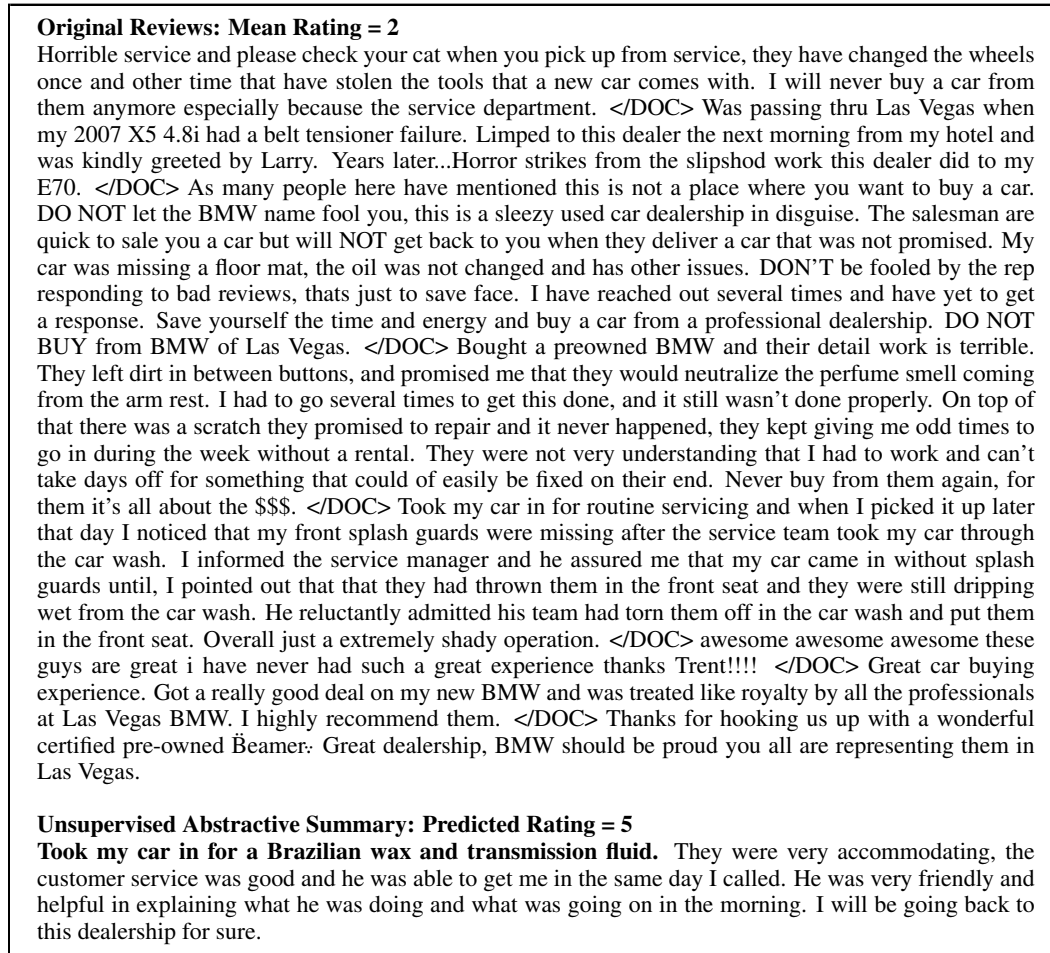 Original Reviews: Mean Rating = 2
Horrible service and please check your cat when you pick up from service, they have changed the wheels
once and other time that have stolen the tools that a new car comes with. I will never buy a car from
them anymore especially because the service department. </DOC> Was passing thru Las Vegas when
my 2007 X5 4.8i had a belt tensioner failure. Limped to this dealer the next morning from my hotel and
was kindly greeted by Larry. Years later...Horror strikes from the slipshod work this dealer did to my
E70. </DOC> As many people here have mentioned this is not a place where you want to buy a car.
DO NOT let the BMW name fool you, this is a sleezy used car dealership in disguise. The salesman are
quick to sale you a car but will NOT get back to you when they deliver a car that was not promised. My
car was missing a floor mat, the oil was not changed and has other issues. DON'T be fooled by the rep
responding to bad reviews, thats just to save face. I have reached out several times and have yet to get
a response. Save yourself the time and energy and buy a car from a professional dealership. DO NOT
BUY from BMW of Las Vegas. </DOC> Bought a preowned BMW and their detail work is terrible.
They left dirt in between buttons, and promised me that they would neutralize the perfume smell coming
from the arm rest. I had to go several times to get this done, and it still wasn't done properly. On top of
that there was a scratch they promised to repair and it never happened, they kept giving me odd times to
go in during the week without a rental. They were not very understanding that I had to work and can't
take days off for something that could of easily be fixed on their end. Never buy from them again, for
them it's all about the $$$. </DOC> Took my car in for routine servicing and when I picked it up later
that day I noticed that my front splash guards were missing after the service team took my car through
the car wash. I informed the service manager and he assured me that my car came in without splash
guards until, I pointed out that that they had thrown them in the front seat and they were still dripping
wet from the car wash. He reluctantly admitted his team had torn them off in the car wash and put them
in the front seat. Overall just a extremely shady operation. </DOC> awesome awesome awesome these
guys are great i have never had such a great experience thanks Trent!!!! </DOC> Great car buying
experience. Got a really good deal on my new BMW and was treated like royalty by all the professionals
at Las Vegas BMW. I highly recommend them. </DOC> Thanks for hooking us up with a wonderful
certified pre-owned B̈eamer.̈ Great dealership, BMW should be proud you all are representing them in
Las Vegas.
Unsupervised Abstractive Summary: Predicted Rating = 5
Took my car in for a Brazilian wax and transmission fluid. They were very accommodating, the
customer service was good and he was able to get me in the same day I called. He was very friendly and
helpful in explaining what he was doing and what was going on in the morning. I will be going back to
this dealership for sure.